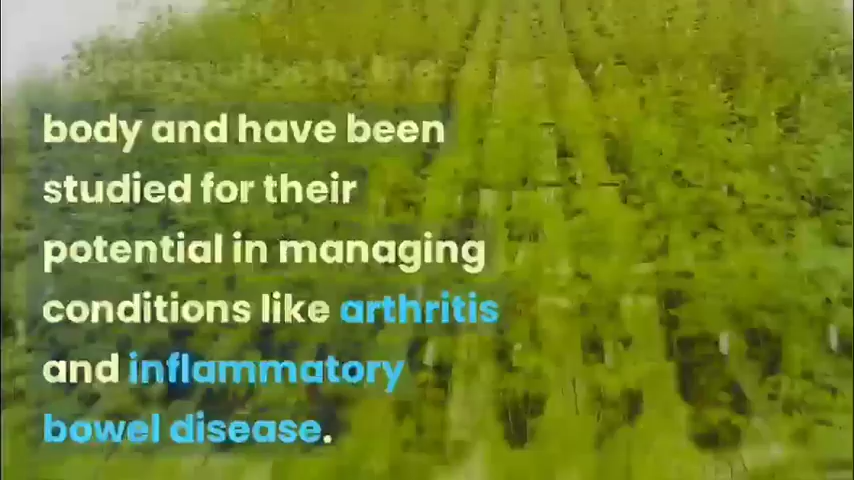 body and have been
studied for their
potential in managing
conditions like arthritis
and inflammatory
bowel disease.